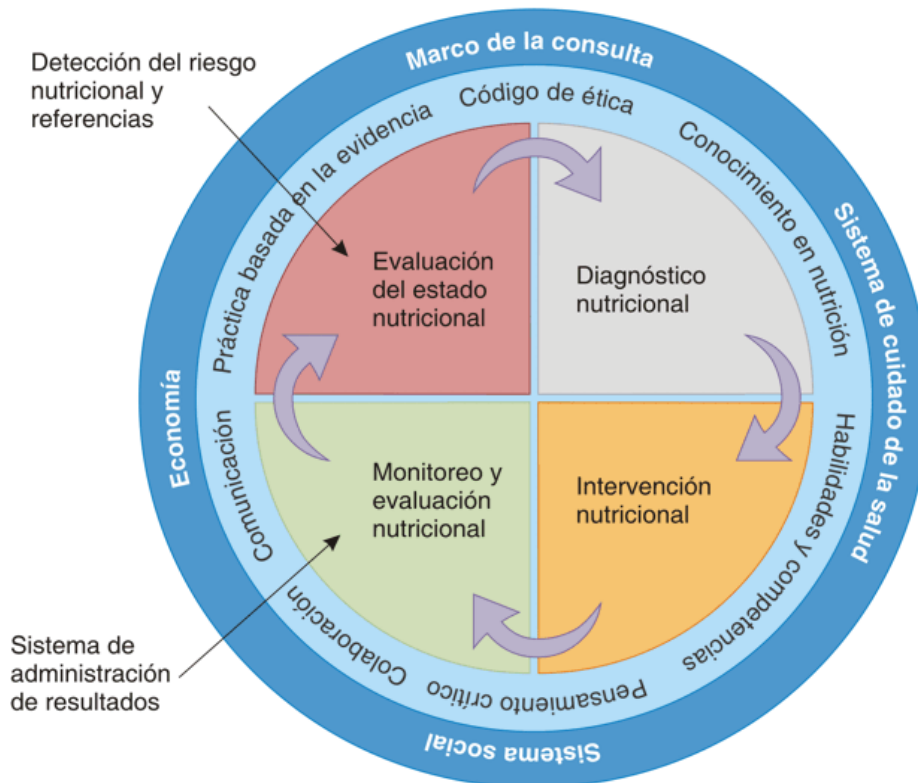 Marco de la consulta
Detección del riesgo
nutricional y
referencias
Código de ética
Práctica basada en la evidencia
Conocimiento en nutrición
Sistema de cuidado de la salud
Evaluación
del estado
nutricional
Diagnóstico
nutricional
Economía
Comunicación
Habilidades y competencias
Monitoreo y
evaluación
nutricional
Intervención
nutricional
Sistema de
administración
de resultados
Colaboración
Pensamiento crítico
Sistema social